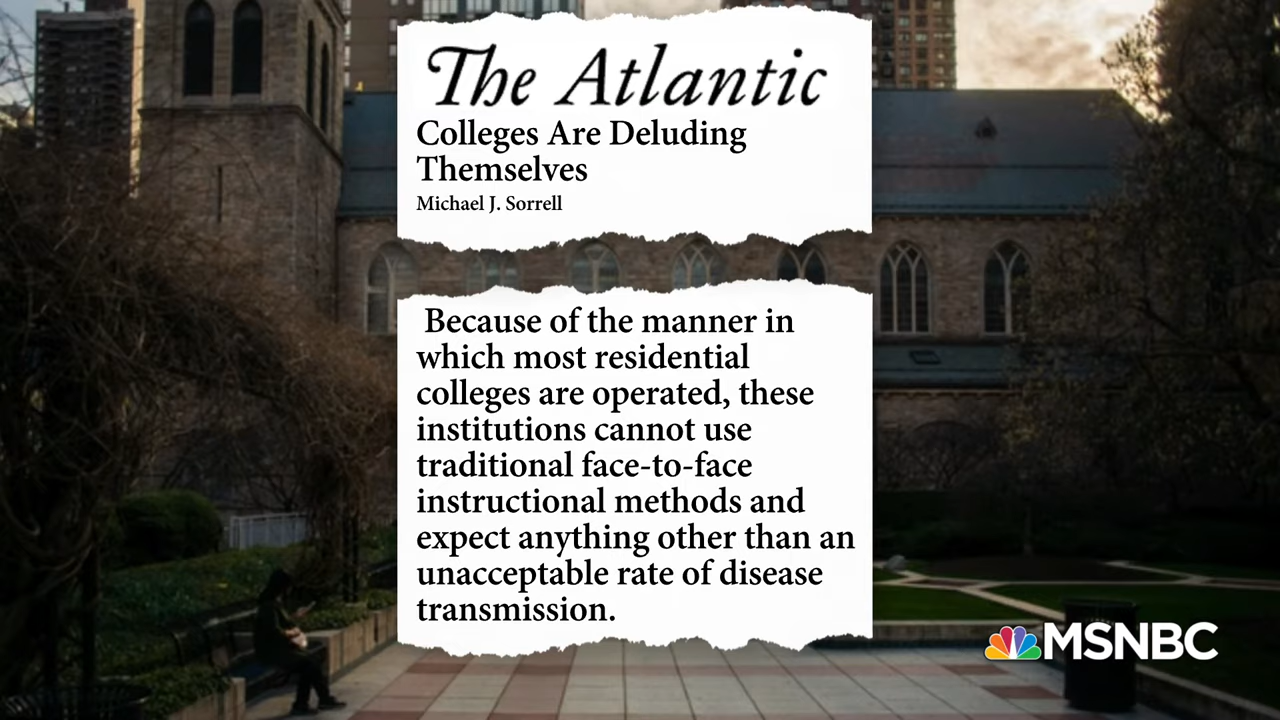 The Atlantic
Colleges Are Deluding
Themselves
Michael J. Sorrell
Because of the manner in
which most residential
colleges are operated, these
institutions cannot use
traditional face-to-face
instructional methods and
expect anything other than an
unacceptable rate of disease
transmission.
MSNBC